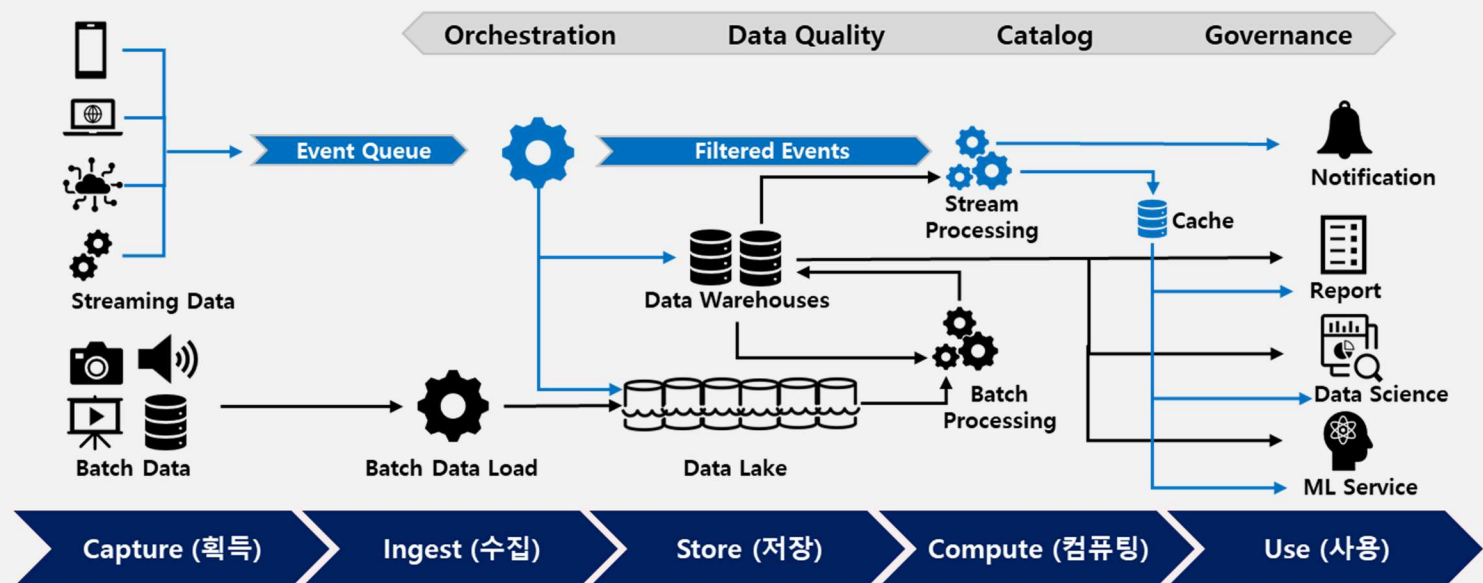 Orchestration Data Quality Catalog Governance
Event Queue
Filtered Events
Notification
Stream
Processing
Cache
Streaming Data
Data Warehouses
Report
Batch Data
Batch Data Load
Data Lake
Batch
Processing
Data Science
ML Service
Capture (획득) Ingest (수집) Store (저장) Compute (컴퓨팅) Use (사용)